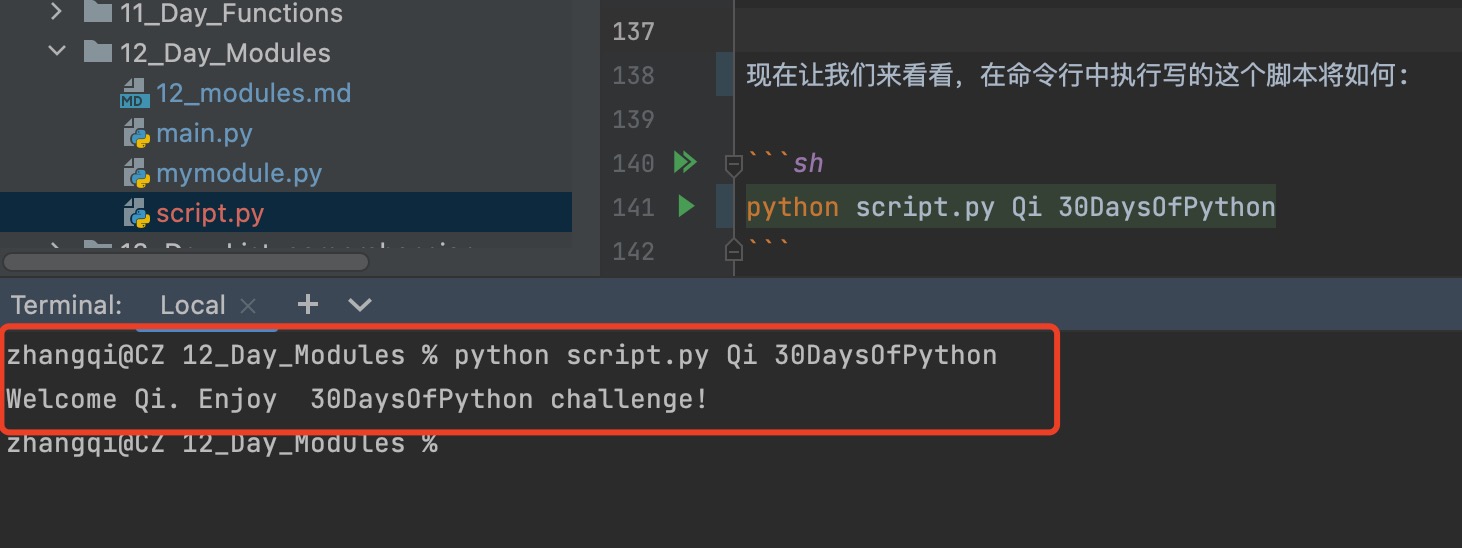 11_Day_Functions
12_Day_Modules
MD 12_modules.md
main.py
mymodule.py
script.py
137
138 现在让我们来看看，在命令行中执行写的这个脚本将如何：
139
140 ```sh
141 python script.py Qi 30DaysOfPython
142 ```
Terminal: Local × + 
zhangqi@CZ 12_Day_Modules % python script.py Qi 30DaysOfPython
Welcome Qi. Enjoy  30DaysOfPython challenge!
zhangqi@CZ 12_Day_Modules %